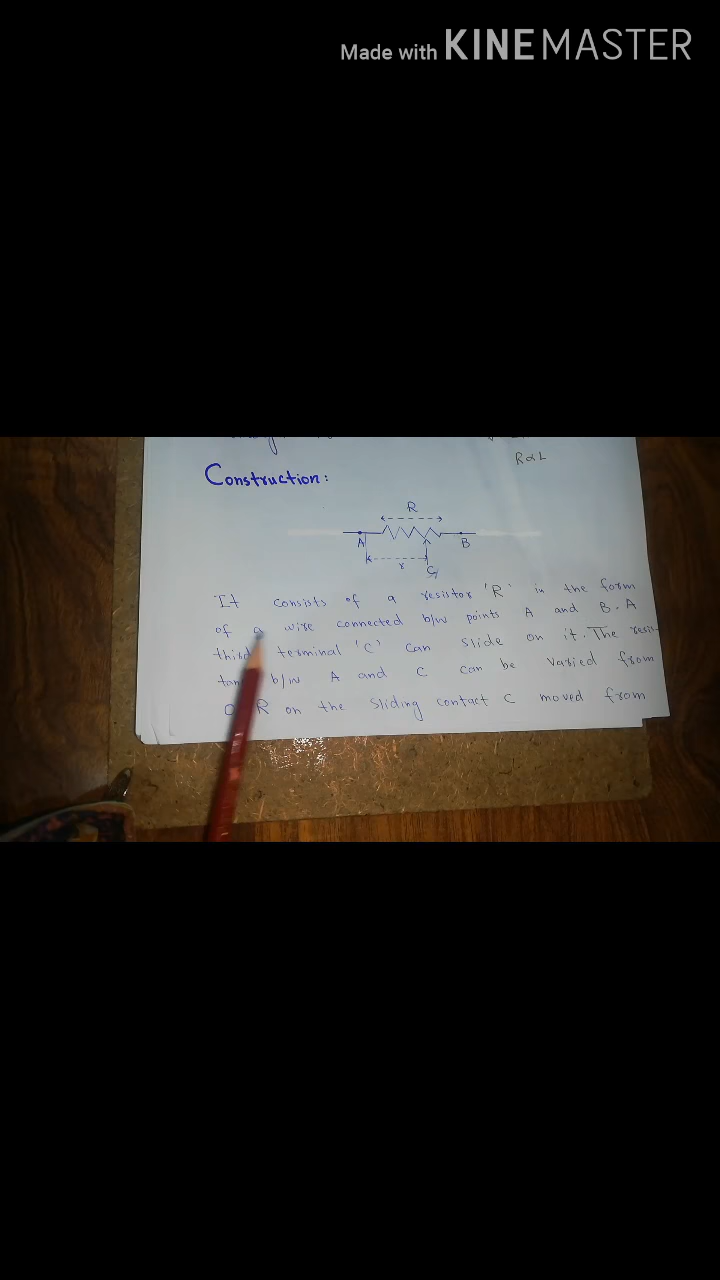 Made with KINEMASTER
R∝L
Construction:
R
A B
r C
It consists of a resistor 'R' in the form
of a wire connected b/w points A and B. A
third terminal 'C' can slide on it. The resis-
tan b/w A and C can be varied from
O R on the sliding contact C moved from